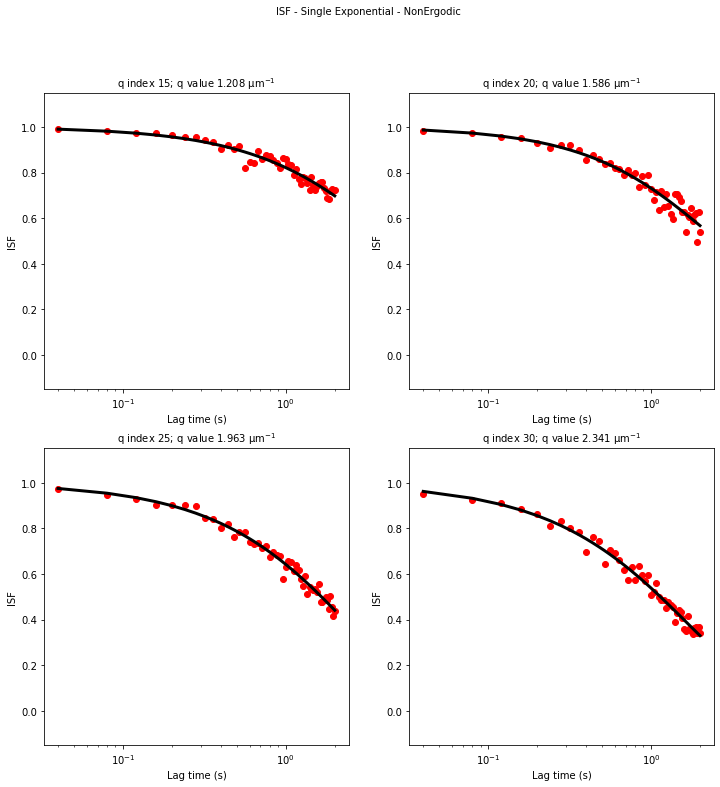 ISF - Single Exponential - NonErgodic
q index 15; q value 1.208 μm⁻¹
q index 20; q value 1.586 μm⁻¹
1.0
0.8
0.6
0.4
0.2
0.0
ISF
10⁻¹
10⁰
Lag time (s)
1.0
0.8
0.6
0.4
0.2
0.0
ISF
10⁻¹
10⁰
Lag time (s)
q index 25; q value 1.963 μm⁻¹
q index 30; q value 2.341 μm⁻¹
1.0
0.8
0.6
0.4
0.2
0.0
ISF
10⁻¹
10⁰
Lag time (s)
1.0
0.8
0.6
0.4
0.2
0.0
ISF
10⁻¹
10⁰
Lag time (s)